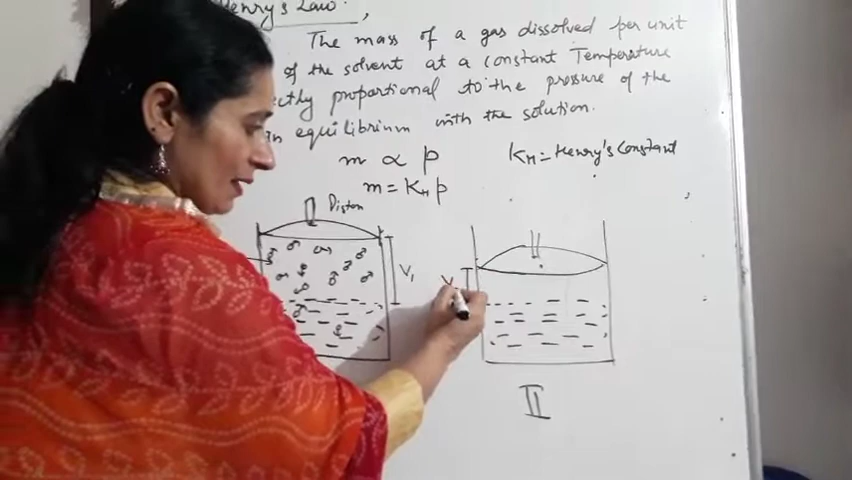 Henry's Law.
The mass of a gas dissolved per unit
of the solvent at a constant Temperature
proportional to the pressure of the
in equilibrium with the solution.
m ∝ p
K_H = Henry's Constant
m = K_H p
Piston
V₁
V
II